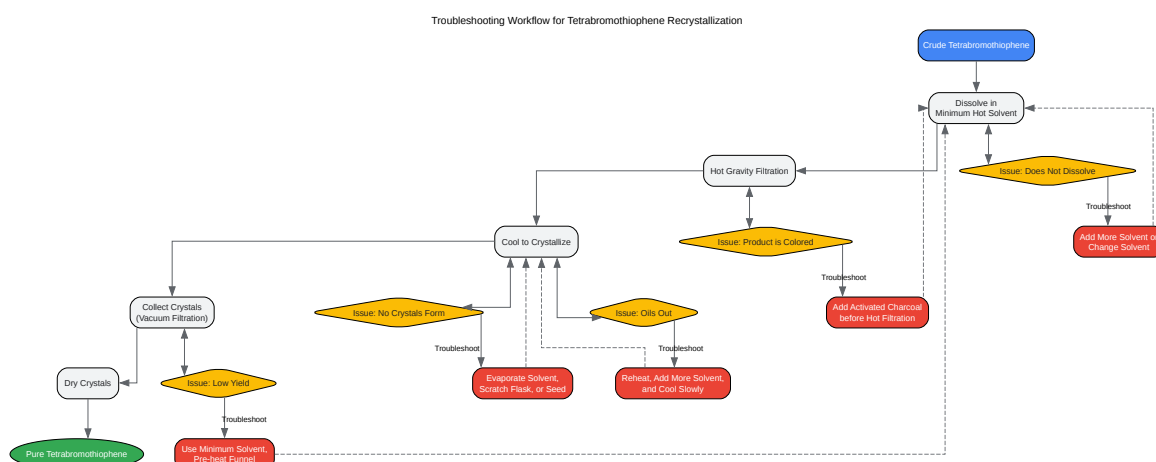 Troubleshooting Workflow for Tetrabromothiophene Recrystallization
Crude Tetrabromothiophene
Dissolve in
Minimum Hot Solvent
Issue: Does Not Dissolve
Troubleshoot
Add More Solvent or
Change Solvent
Hot Gravity Filtration
Issue: Product is Colored
Troubleshoot
Add Activated Charcoal
before Hot Filtration
Cool to Crystallize
Issue: No Crystals Form
Troubleshoot
Evaporate Solvent,
Scratch Flask, or Seed
Issue: Oils Out
Troubleshoot
Reheat, Add More Solvent,
and Cool Slowly
Collect Crystals
(Vacuum Filtration)
Issue: Low Yield
Troubleshoot
Use Minimum Solvent,
Pre-heat Funnel
Dry Crystals
Pure Tetrabromothiophene